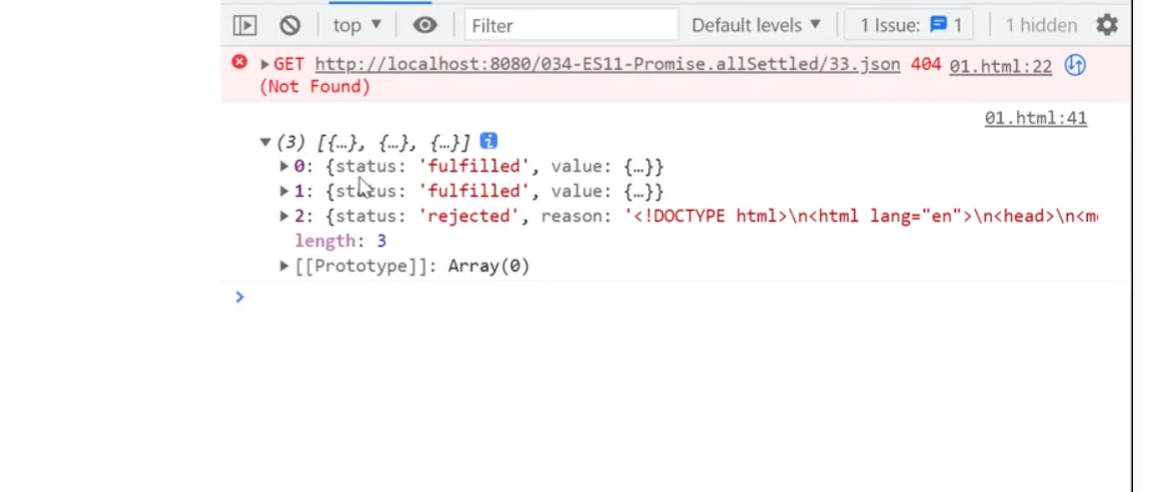 top ▼ Filter Default levels ▼ 1 Issue: 1 1 hidden
▶GET http://localhost:8080/034-ES11-Promise.allSettled/33.json 404 01.html:22
(Not Found)
01.html:41
▼(3) [{…}, {…}, {…}] i
▶0: {status: 'fulfilled', value: {…}}
▶1: {status: 'fulfilled', value: {…}}
▶2: {status: 'rejected', reason: '<!DOCTYPE html>\n<html lang="en">\n<head>\n<m
length: 3
▶[[Prototype]]: Array(0)